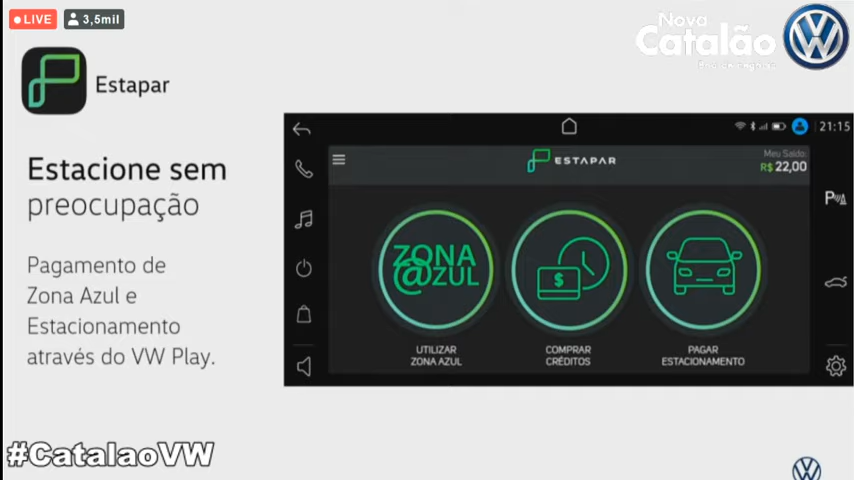 LIVE
3,5mil
Nova
Catalão
Estapar
21:15
ESTAPAR
Meu Saldo:
R$ 22,00
Estacione sem
preocupação
Pagamento de
Zona Azul e
Estacionamento
através do VW Play.
ZONA
@ZUL
$
UTILIZAR
ZONA AZUL
COMPRAR
CRÉDITOS
PAGAR
ESTACIONAMENTO
#CatalaoVW